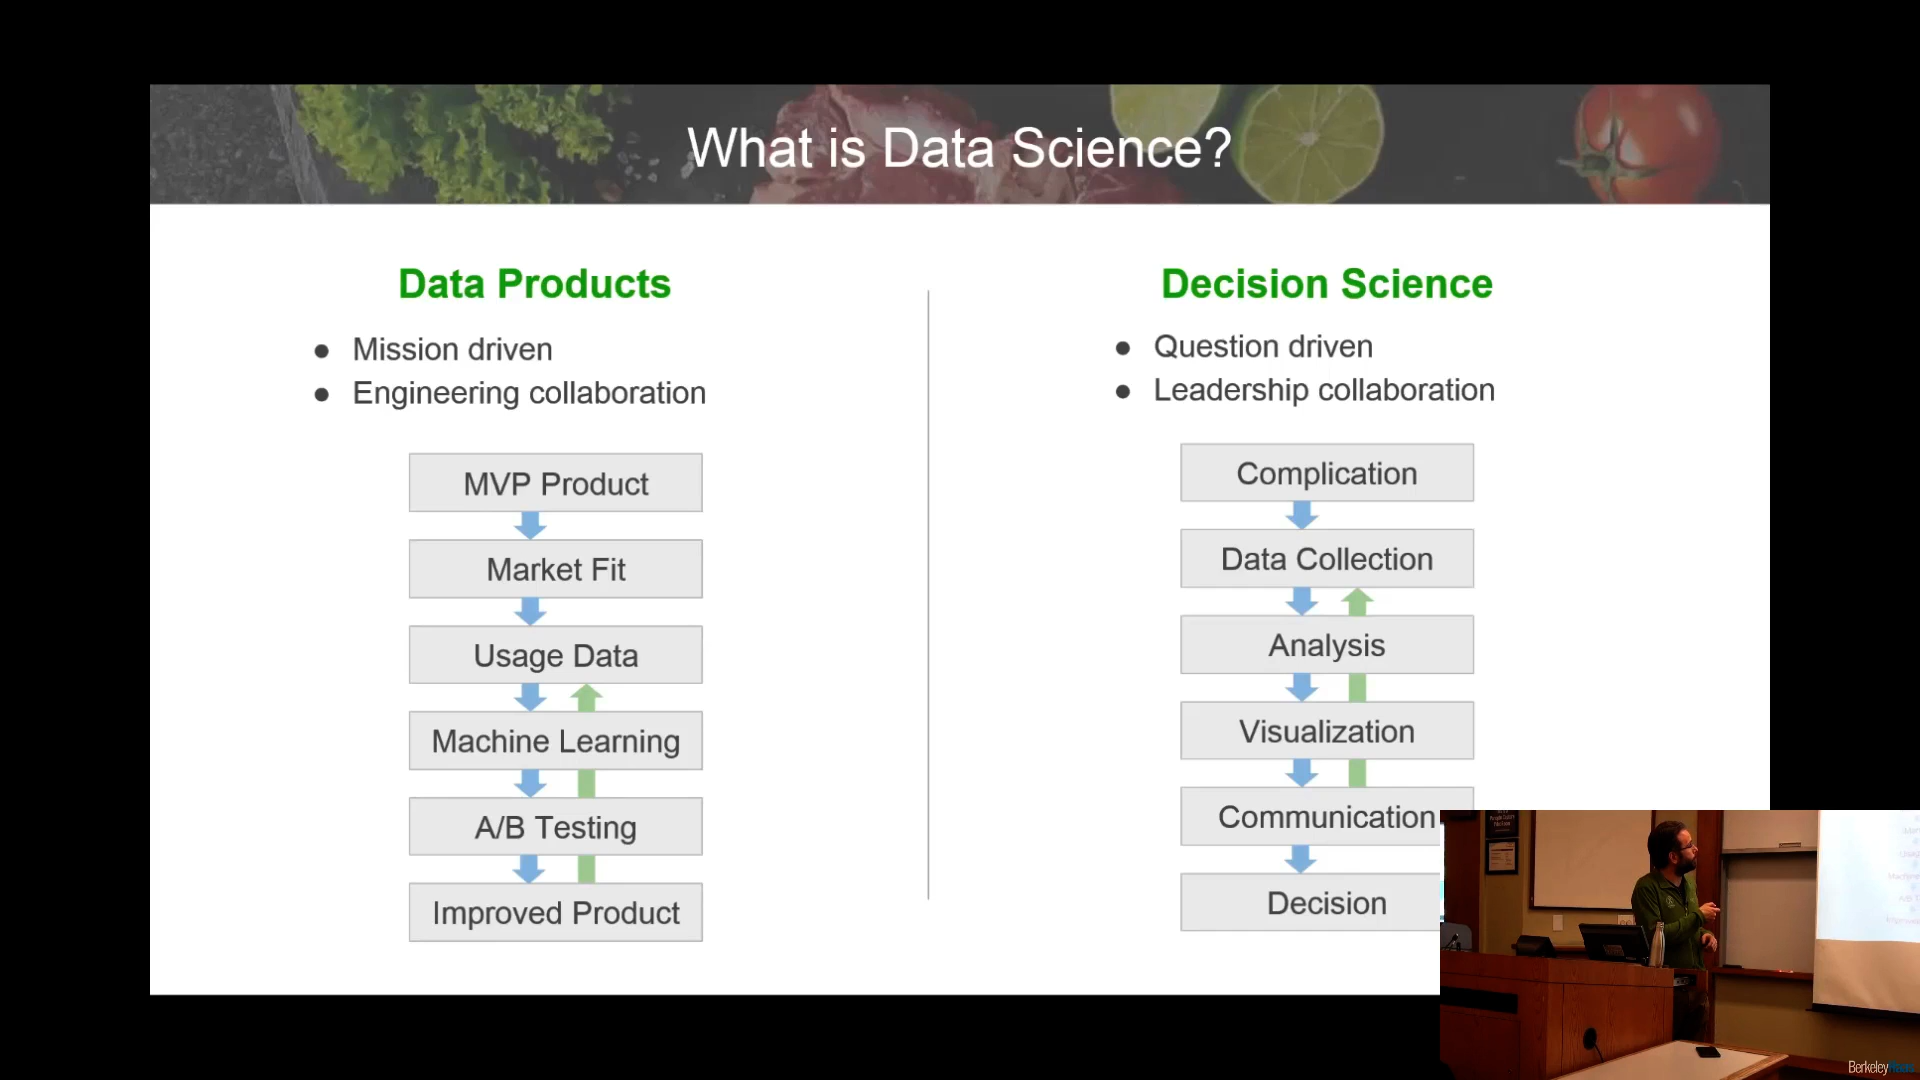 What is Data Science?
Data Products
● Mission driven
● Engineering collaboration
MVP Product
Market Fit
Usage Data
Machine Learning
A/B Testing
Improved Product
Decision Science
● Question driven
● Leadership collaboration
Complication
Data Collection
Analysis
Visualization
Communication
Decision
BerkeleyHaas